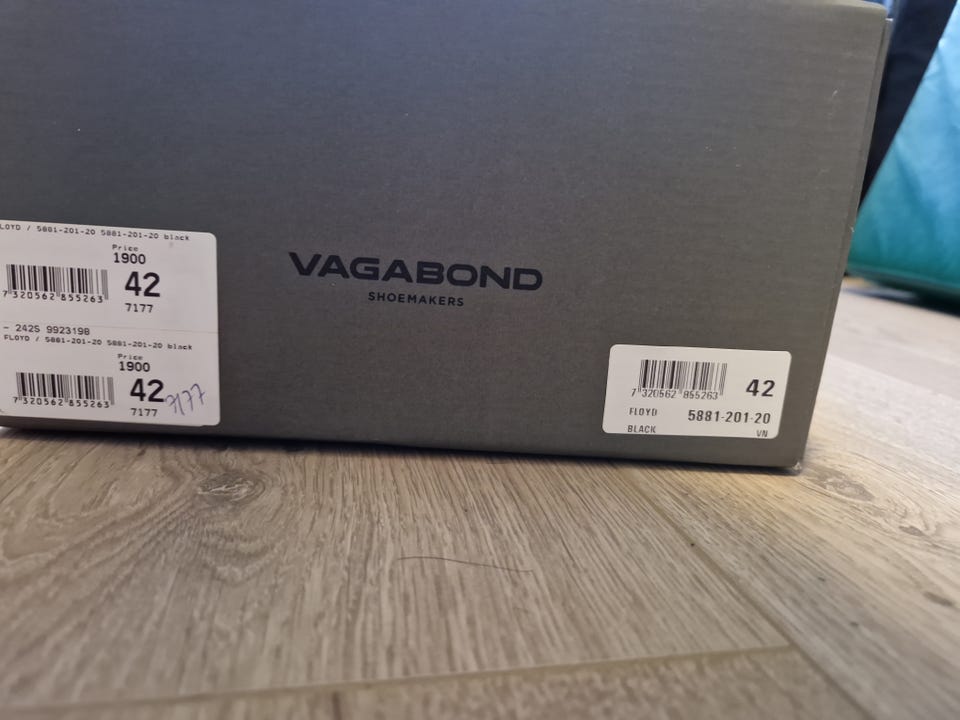 LOYD / 5881-201-20 5881-201-20 black
Price
1900
42
7 320562 855263
7177
- 242S 992319B
FLOYD / 5881-201-20 5881-201-20 black
Price
1900
42
7 320562 855263
7177
7177
VAGABOND
SHOEMAKERS
7 320562 855263
42
FLOYD 5881-201-20
BLACK VN